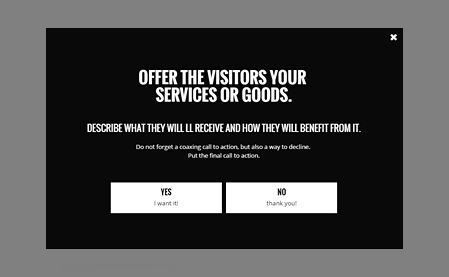 OFFER THE VISITORS YOUR
SERVICES OR GOODS.
DESCRIBE WHAT THEY WILL LL RECEIVE AND HOW THEY WILL BENEFIT FROM IT.
Do not forget a coaxing call to action, but also a way to decline.
Put the final call to action.
YES
I want it!
NO
thank you!